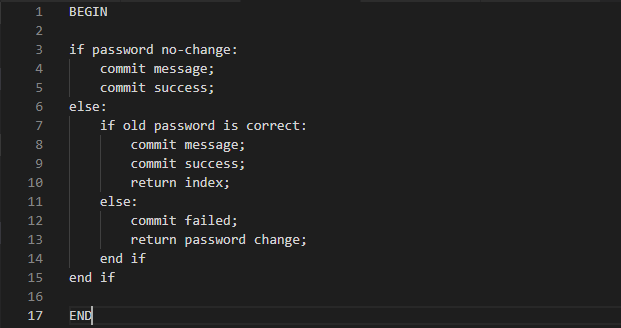 1 BEGIN
2
3 if password no-change:
4 commit message;
5 commit success;
6 else:
7 if old password is correct:
8 commit message;
9 commit success;
10 return index;
11 else:
12 commit failed;
13 return password change;
14 end if
15 end if
16
17 END